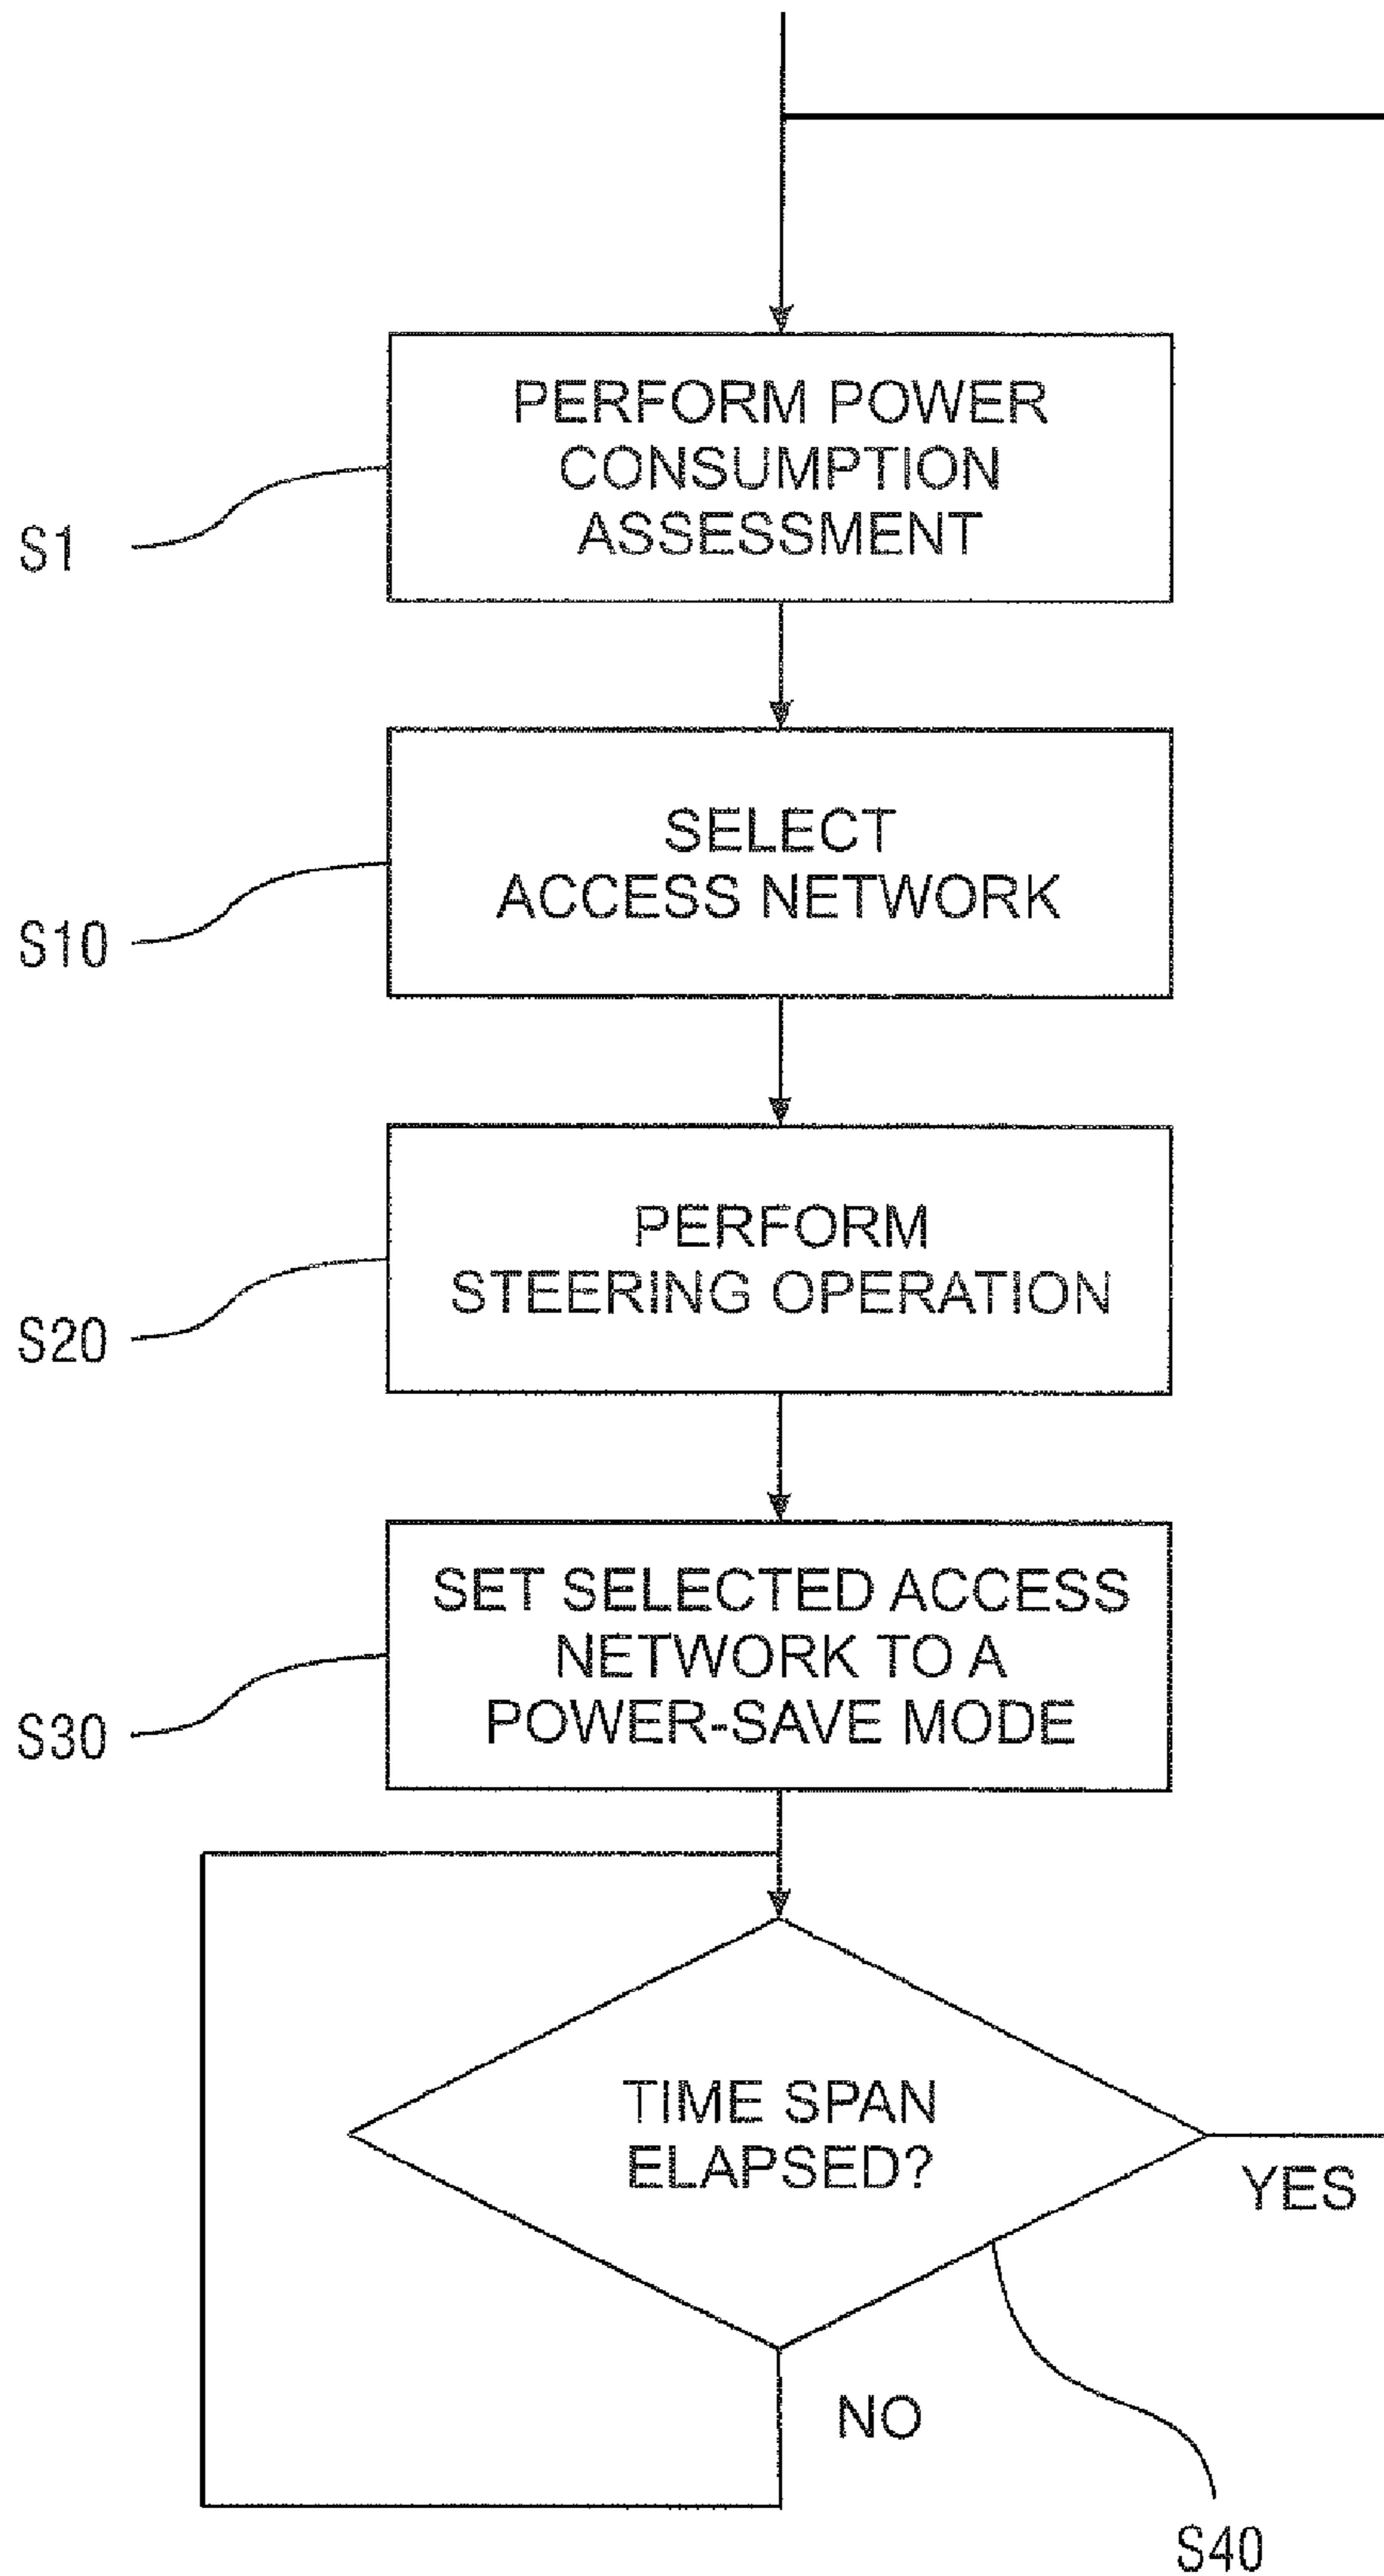 PERFORM POWER
CONSUMPTION
ASSESSMENT
S1
SELECT
ACCESS NETWORK
S10
PERFORM
STEERING OPERATION
S20
SET SELECTED ACCESS
NETWORK TO A
POWER-SAVE MODE
S30
TIME SPAN
ELAPSED?
YES
NO
S40